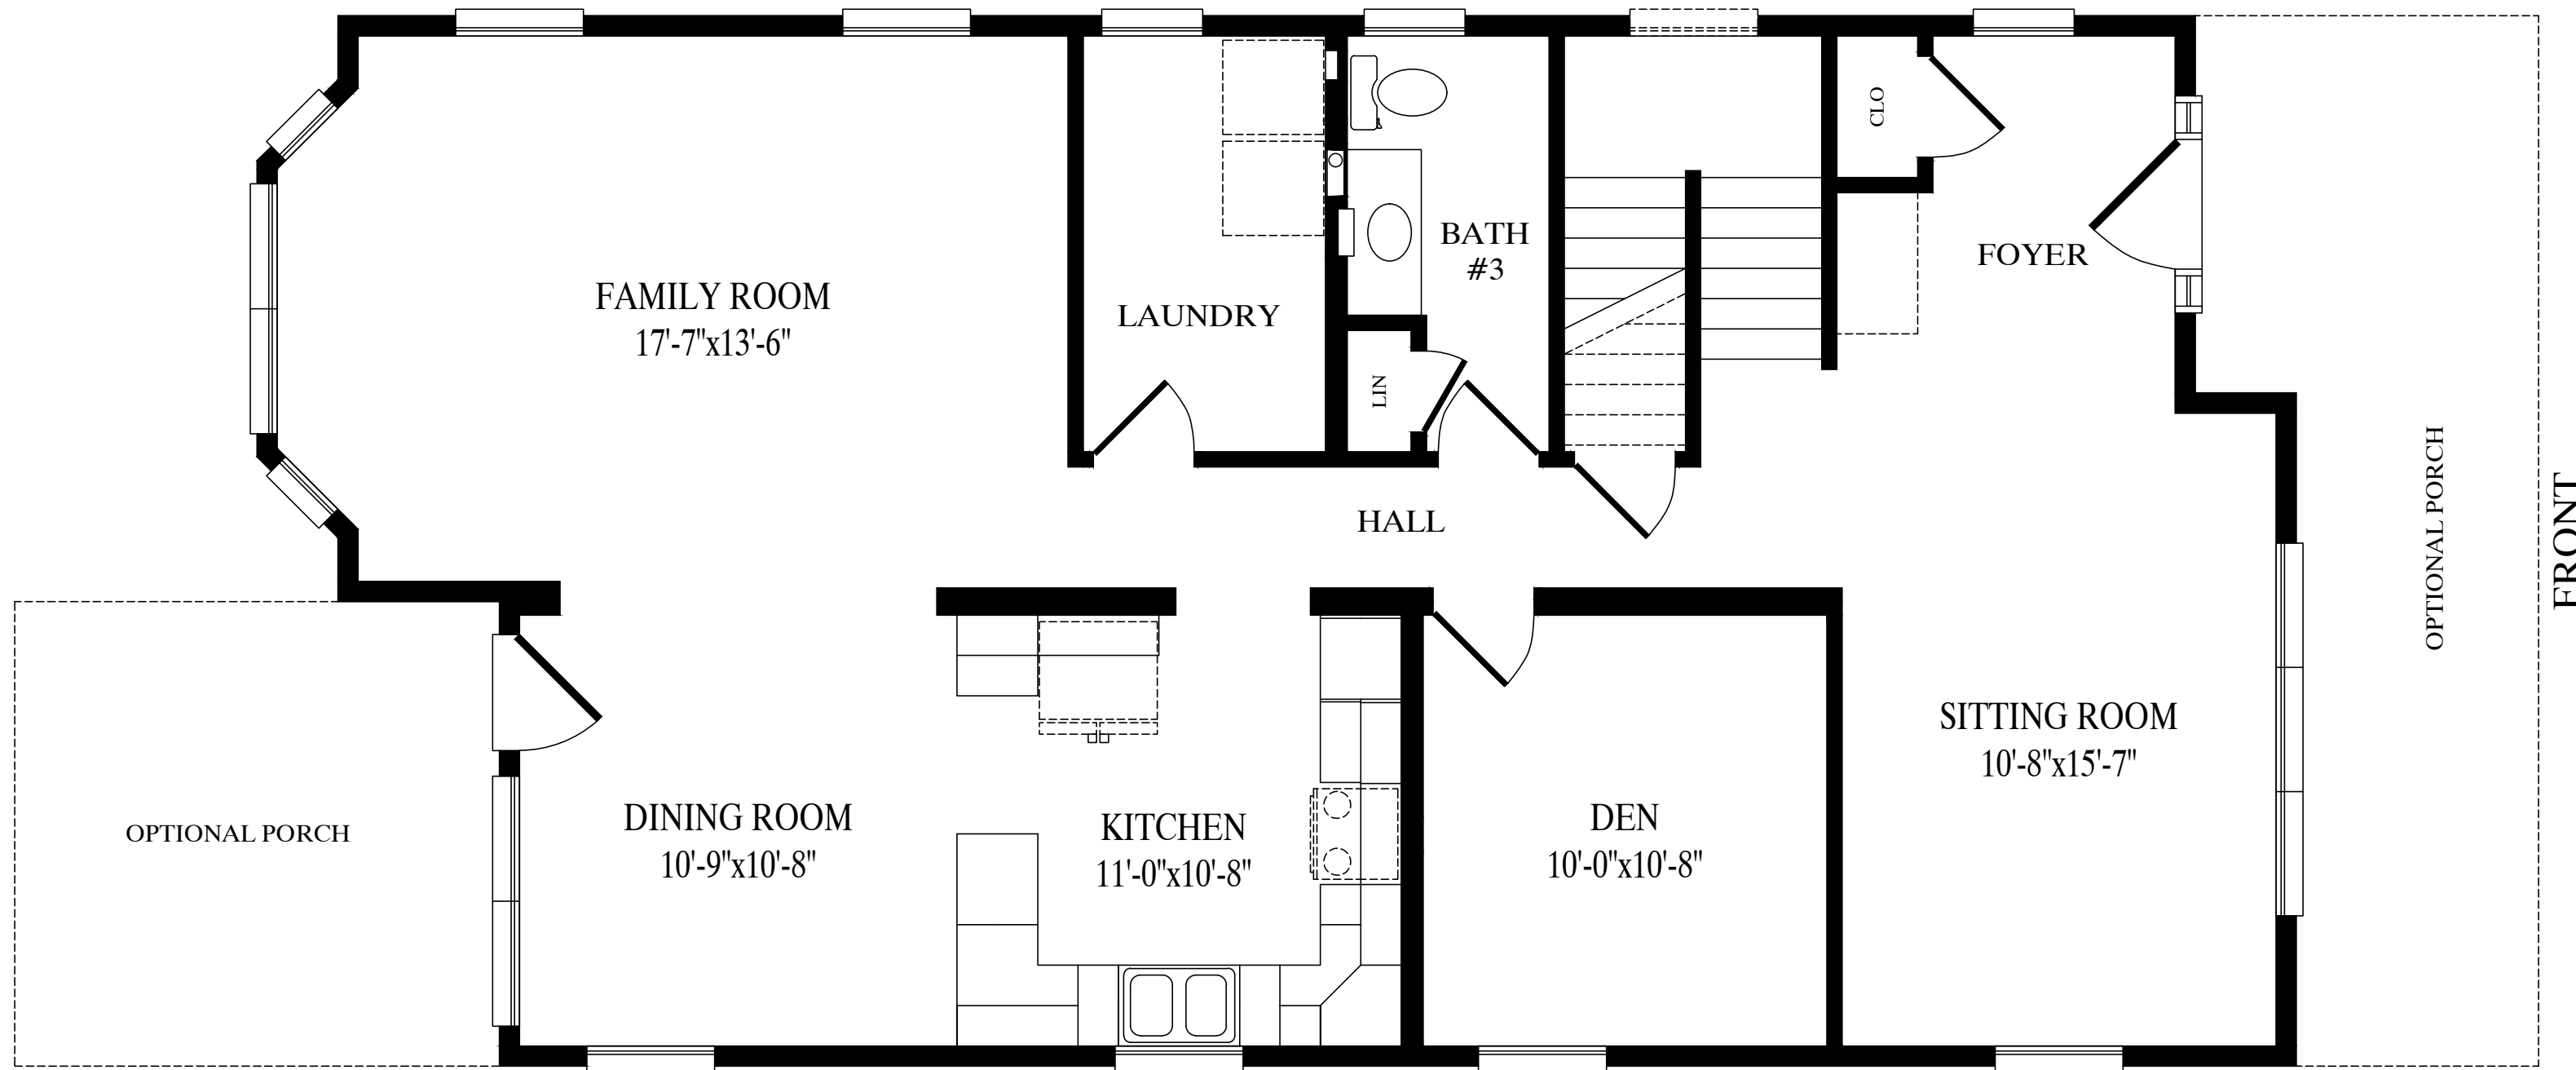 CLO
BATH
#3
FOYER
FAMILY ROOM
17'-7"x13'-6"
LAUNDRY
LIN
HALL
OPTIONAL PORCH
FRONT
SITTING ROOM
10'-8"x15'-7"
DINING ROOM
10'-9"x10'-8"
KITCHEN
11'-0"x10'-8"
DEN
10'-0"x10'-8"
OPTIONAL PORCH